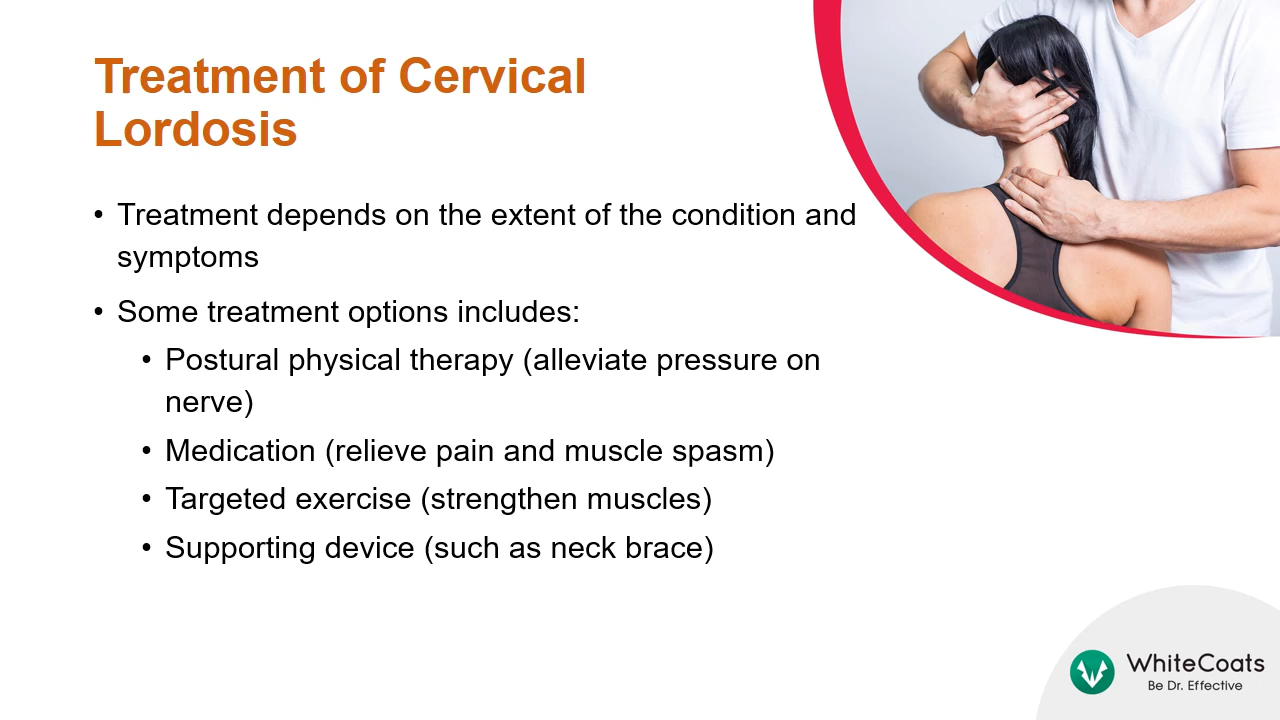 Treatment of Cervical
Lordosis
• Treatment depends on the extent of the condition and
symptoms
• Some treatment options includes:
• Postural physical therapy (alleviate pressure on
nerve)
• Medication (relieve pain and muscle spasm)
• Targeted exercise (strengthen muscles)
• Supporting device (such as neck brace)
WhiteCoats
Be Dr. Effective